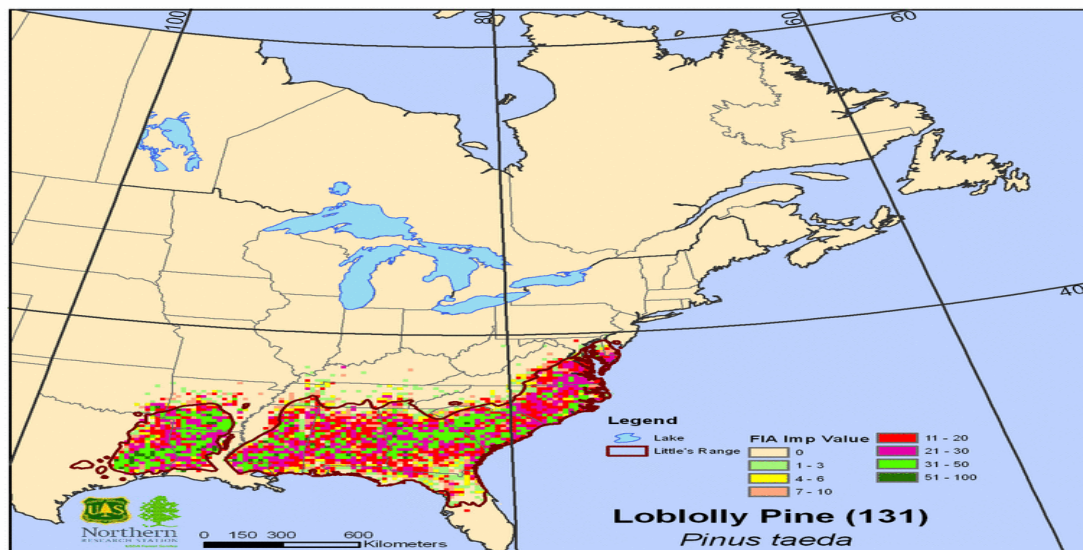 100
80
60
60
40
Legend
Lake
Little's Range
FIA Imp Value
0
1 - 3
4 - 6
7 - 10
11 - 20
21 - 30
31 - 50
51 - 100
Loblolly Pine (131)
Pinus taeda
UAS
Northern
RESEARCH STATION
0 150 300 600
Kilometers